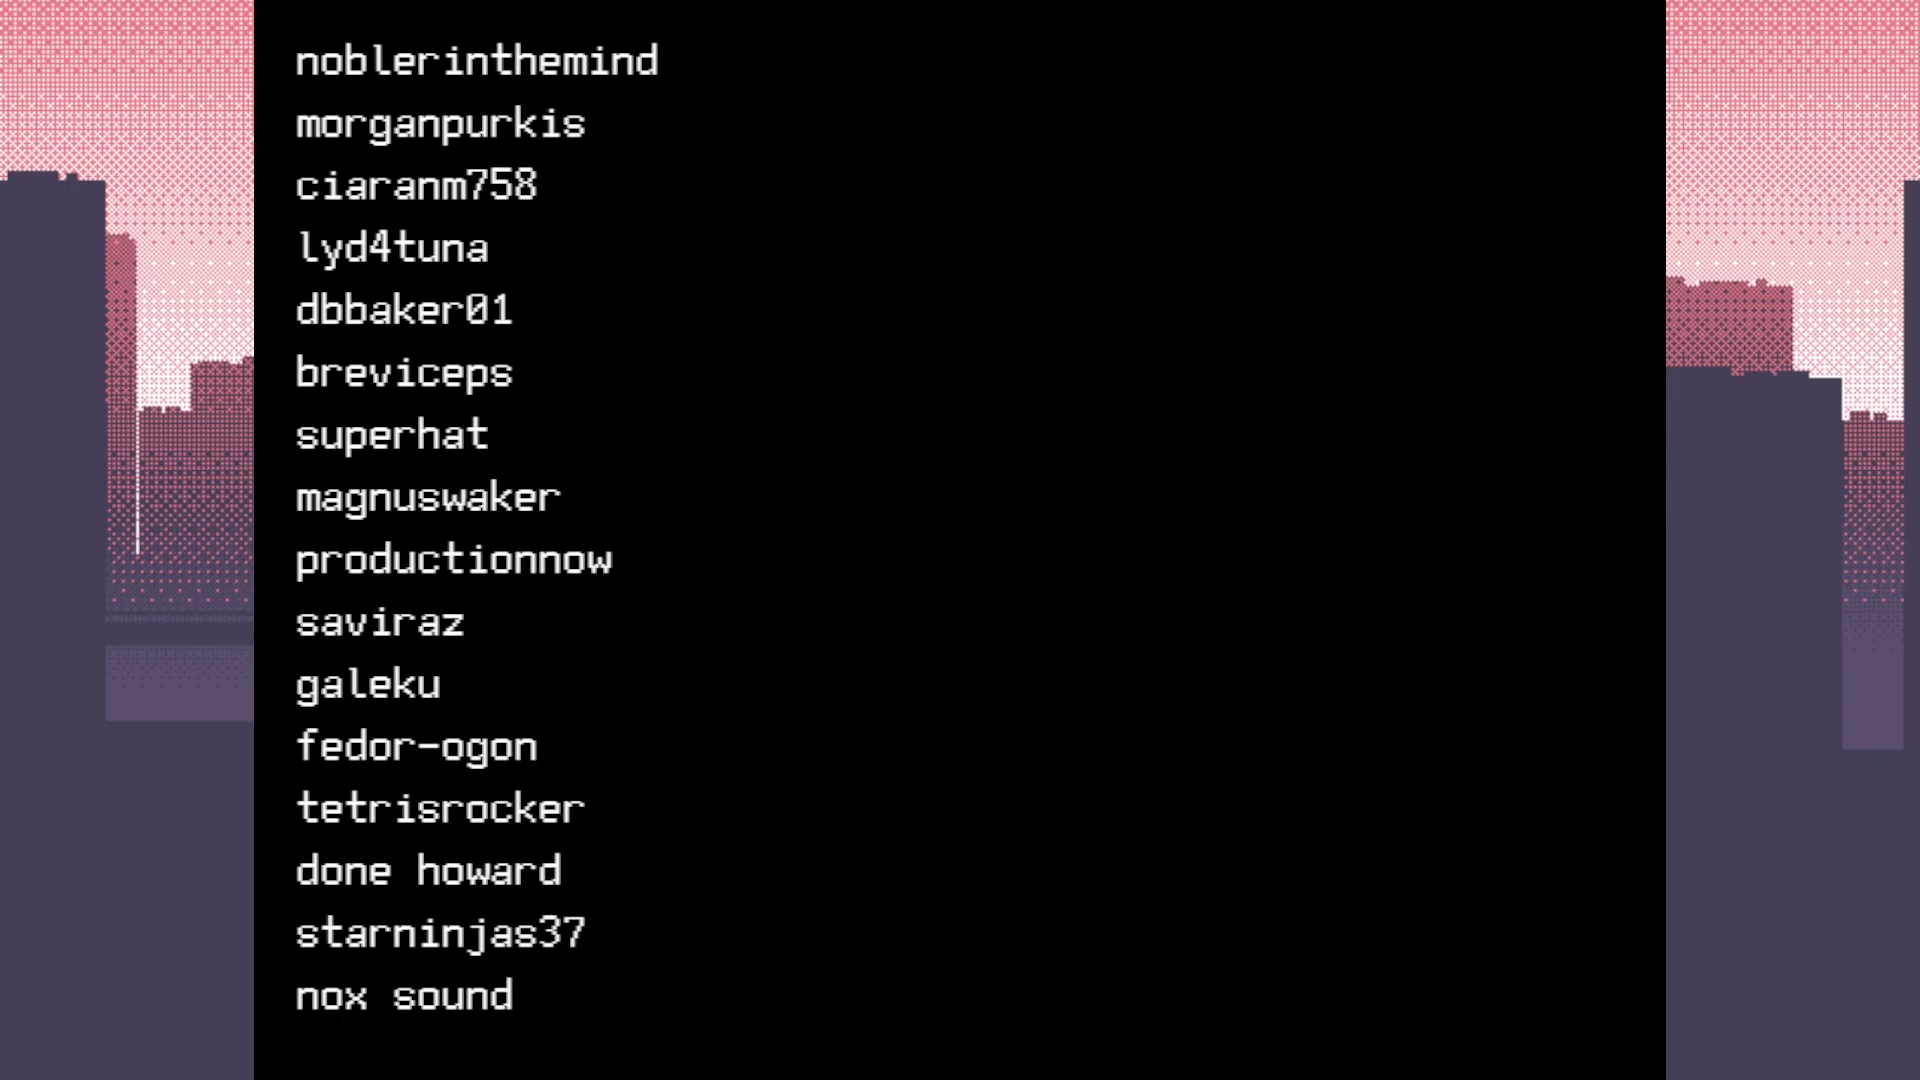 noblerinthemind
morganpurkis
ciaranm758
lyd4tuna
dbbaker01
breviceps
superhat
magnuswaker
productionnow
saviraz
galeku
fedor-ogon
tetrisrocker
done howard
starninjas37
nox sound